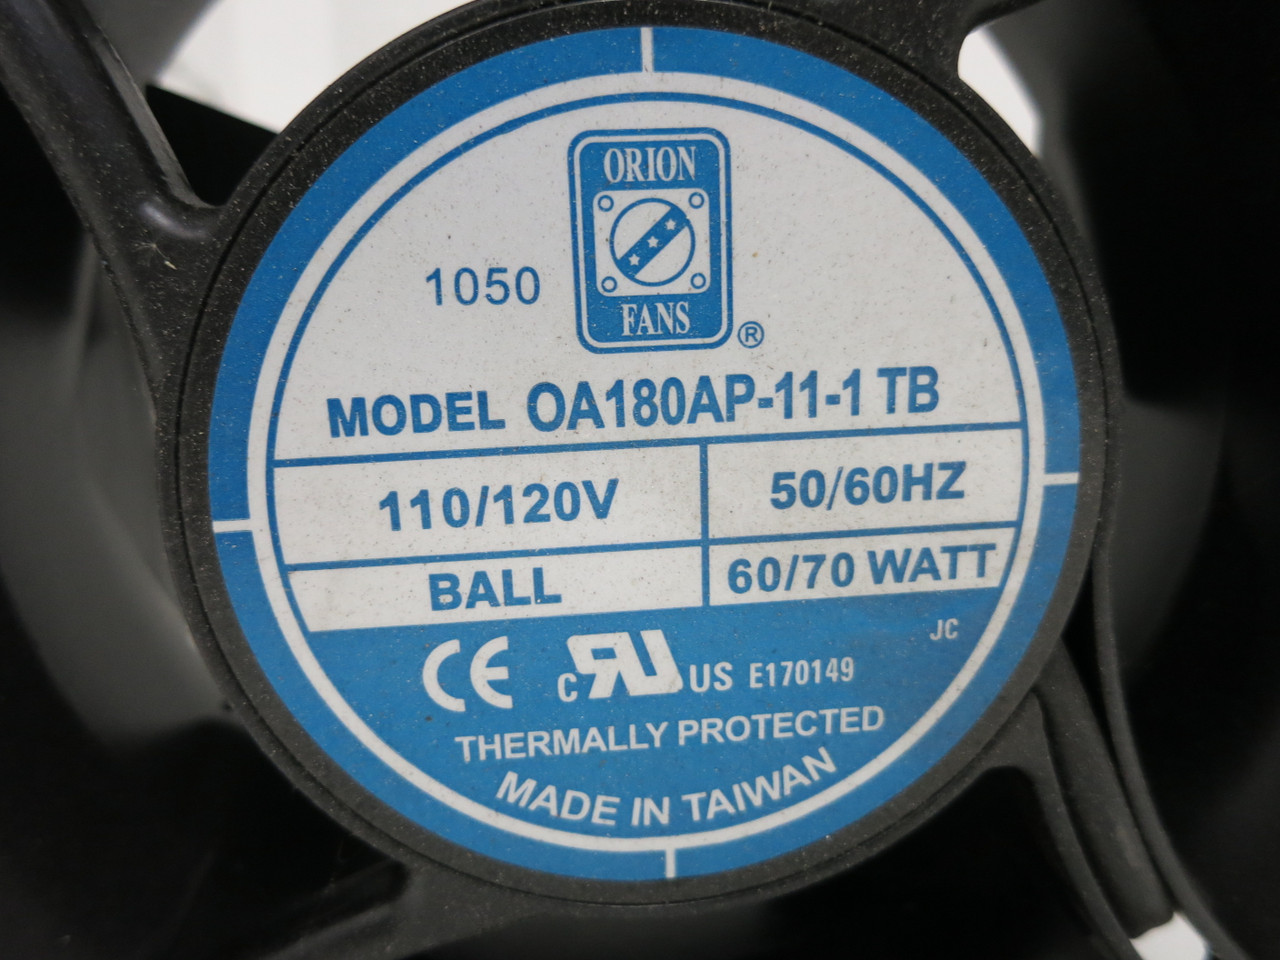 ORION
FANS
®
1050
MODEL OA180AP-11-1 TB
110/120V
50/60HZ
BALL
60/70 WATT
JC
CE c RU US E170149
THERMALLY PROTECTED
MADE IN TAIWAN